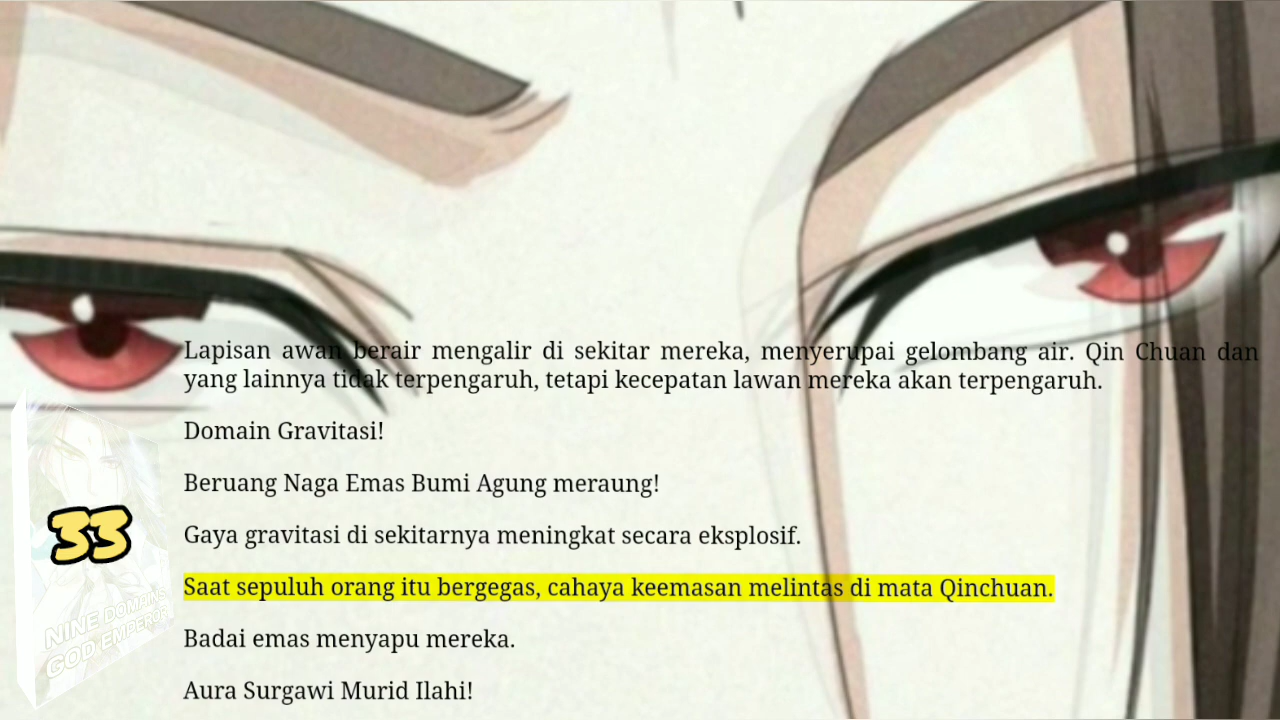 Lapisan awan berair mengalir di sekitar mereka, menyerupai gelombang air. Qin Chuan dan
yang lainnya tidak terpengaruh, tetapi kecepatan lawan mereka akan terpengaruh.
Domain Gravitasi!
Beruang Naga Emas Bumi Agung meraung!
Gaya gravitasi di sekitarnya meningkat secara eksplosif.
Saat sepuluh orang itu bergegas, cahaya keemasan melintas di mata Qinchuan.
Badai emas menyapu mereka.
Aura Surgawi Murid Ilahi!
33
NINE DOMAINS
GOD EMPEROR